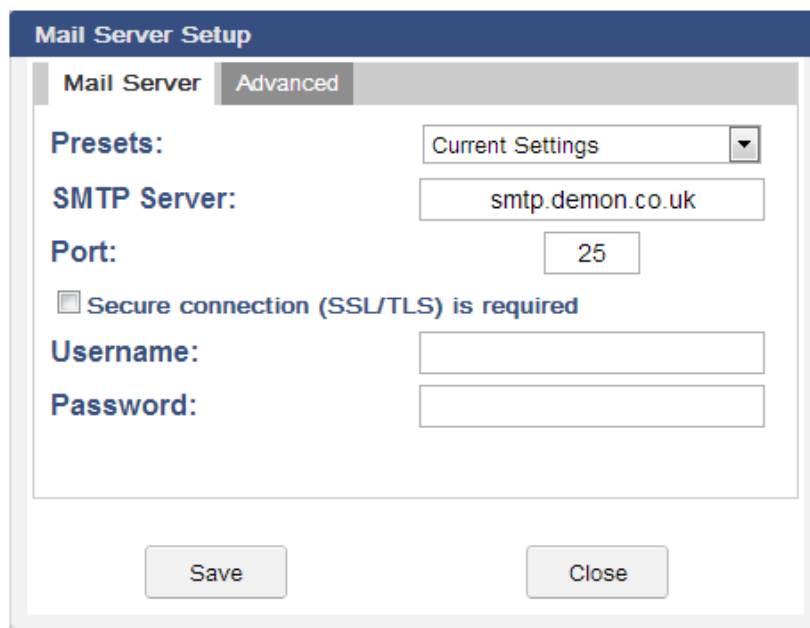 Mail Server Setup
Mail Server Advanced
Presets: Current Settings
SMTP Server: smtp.demon.co.uk
Port: 25
Secure connection (SSL/TLS) is required
Username:
Password:
Save Close